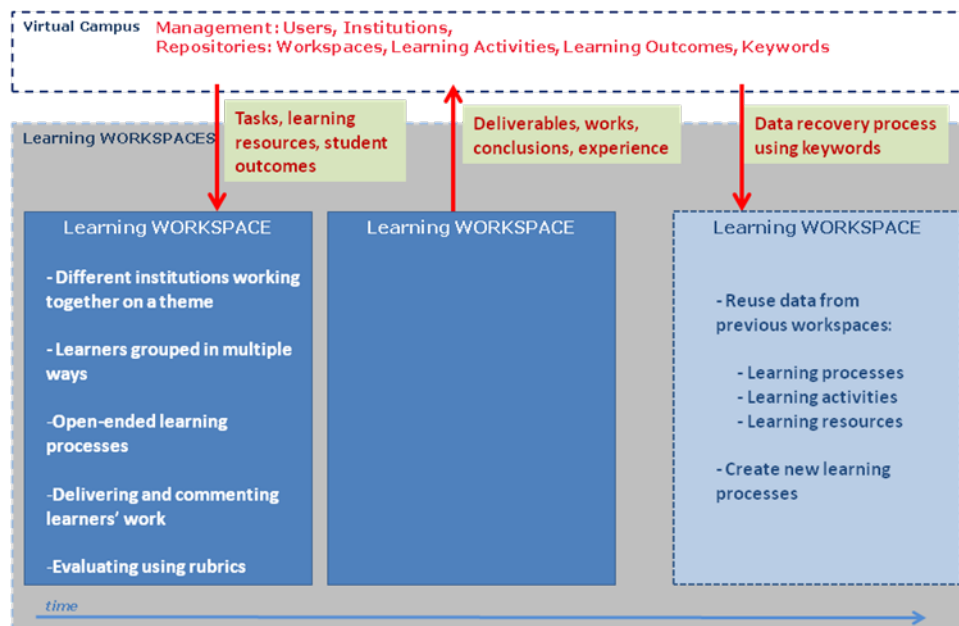 Virtual Campus Management: Users, Institutions,
Repositories: Workspaces, Learning Activities, Learning Outcomes, Keywords
Tasks, learning
resources, student
outcomes
Deliverables, works,
conclusions, experience
Data recovery process
using keywords
Learning WORKSPACES
Learning WORKSPACE
- Different institutions working
together on a theme
- Learners grouped in multiple
ways
-Open-ended learning
processes
-Delivering and commenting
learners’ work
-Evaluating using rubrics
Learning WORKSPACE
Learning WORKSPACE
- Reuse data from
previous workspaces:
- Learning processes
- Learning activities
- Learning resources
- Create new learning
processes
time